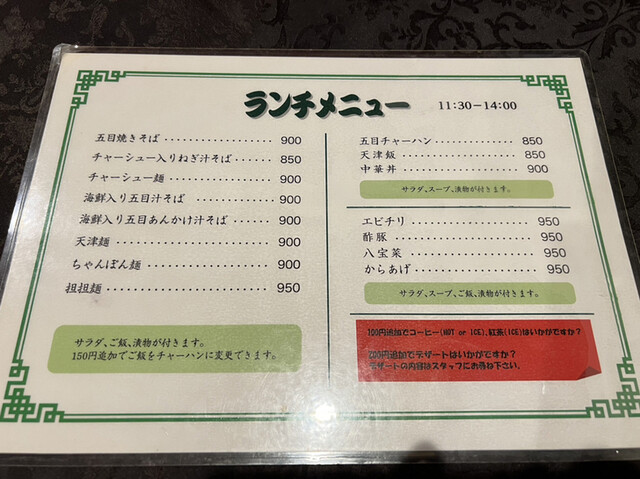 ランチメニュー 11:30-14:00
五目焼きそば 900
チャーシュー入りねぎ汁そば 850
チャーシュー麺 900
海鮮入り五目汁そば 900
海鮮入り五目あんかけ汁そば 900
天津麺 900
ちゃんぽん麺 900
担担麺 950
サラダ、ご飯、漬物が付きます。
150円追加でご飯をチャーハンに変更できます。
五目チャーハン 850
天津飯 850
中華丼 900
サラダ、スープ、漬物が付きます。
エビチリ 950
酢豚 950
八宝菜 950
からあげ 950
サラダ、スープ、ご飯、漬物が付きます。
100円追加でコーヒー(HOT or ICE)、紅茶(ICE)はいかがですか?
200円追加でデザートはいかがですか?
デザートの内容はスタッフにお尋ね下さい。